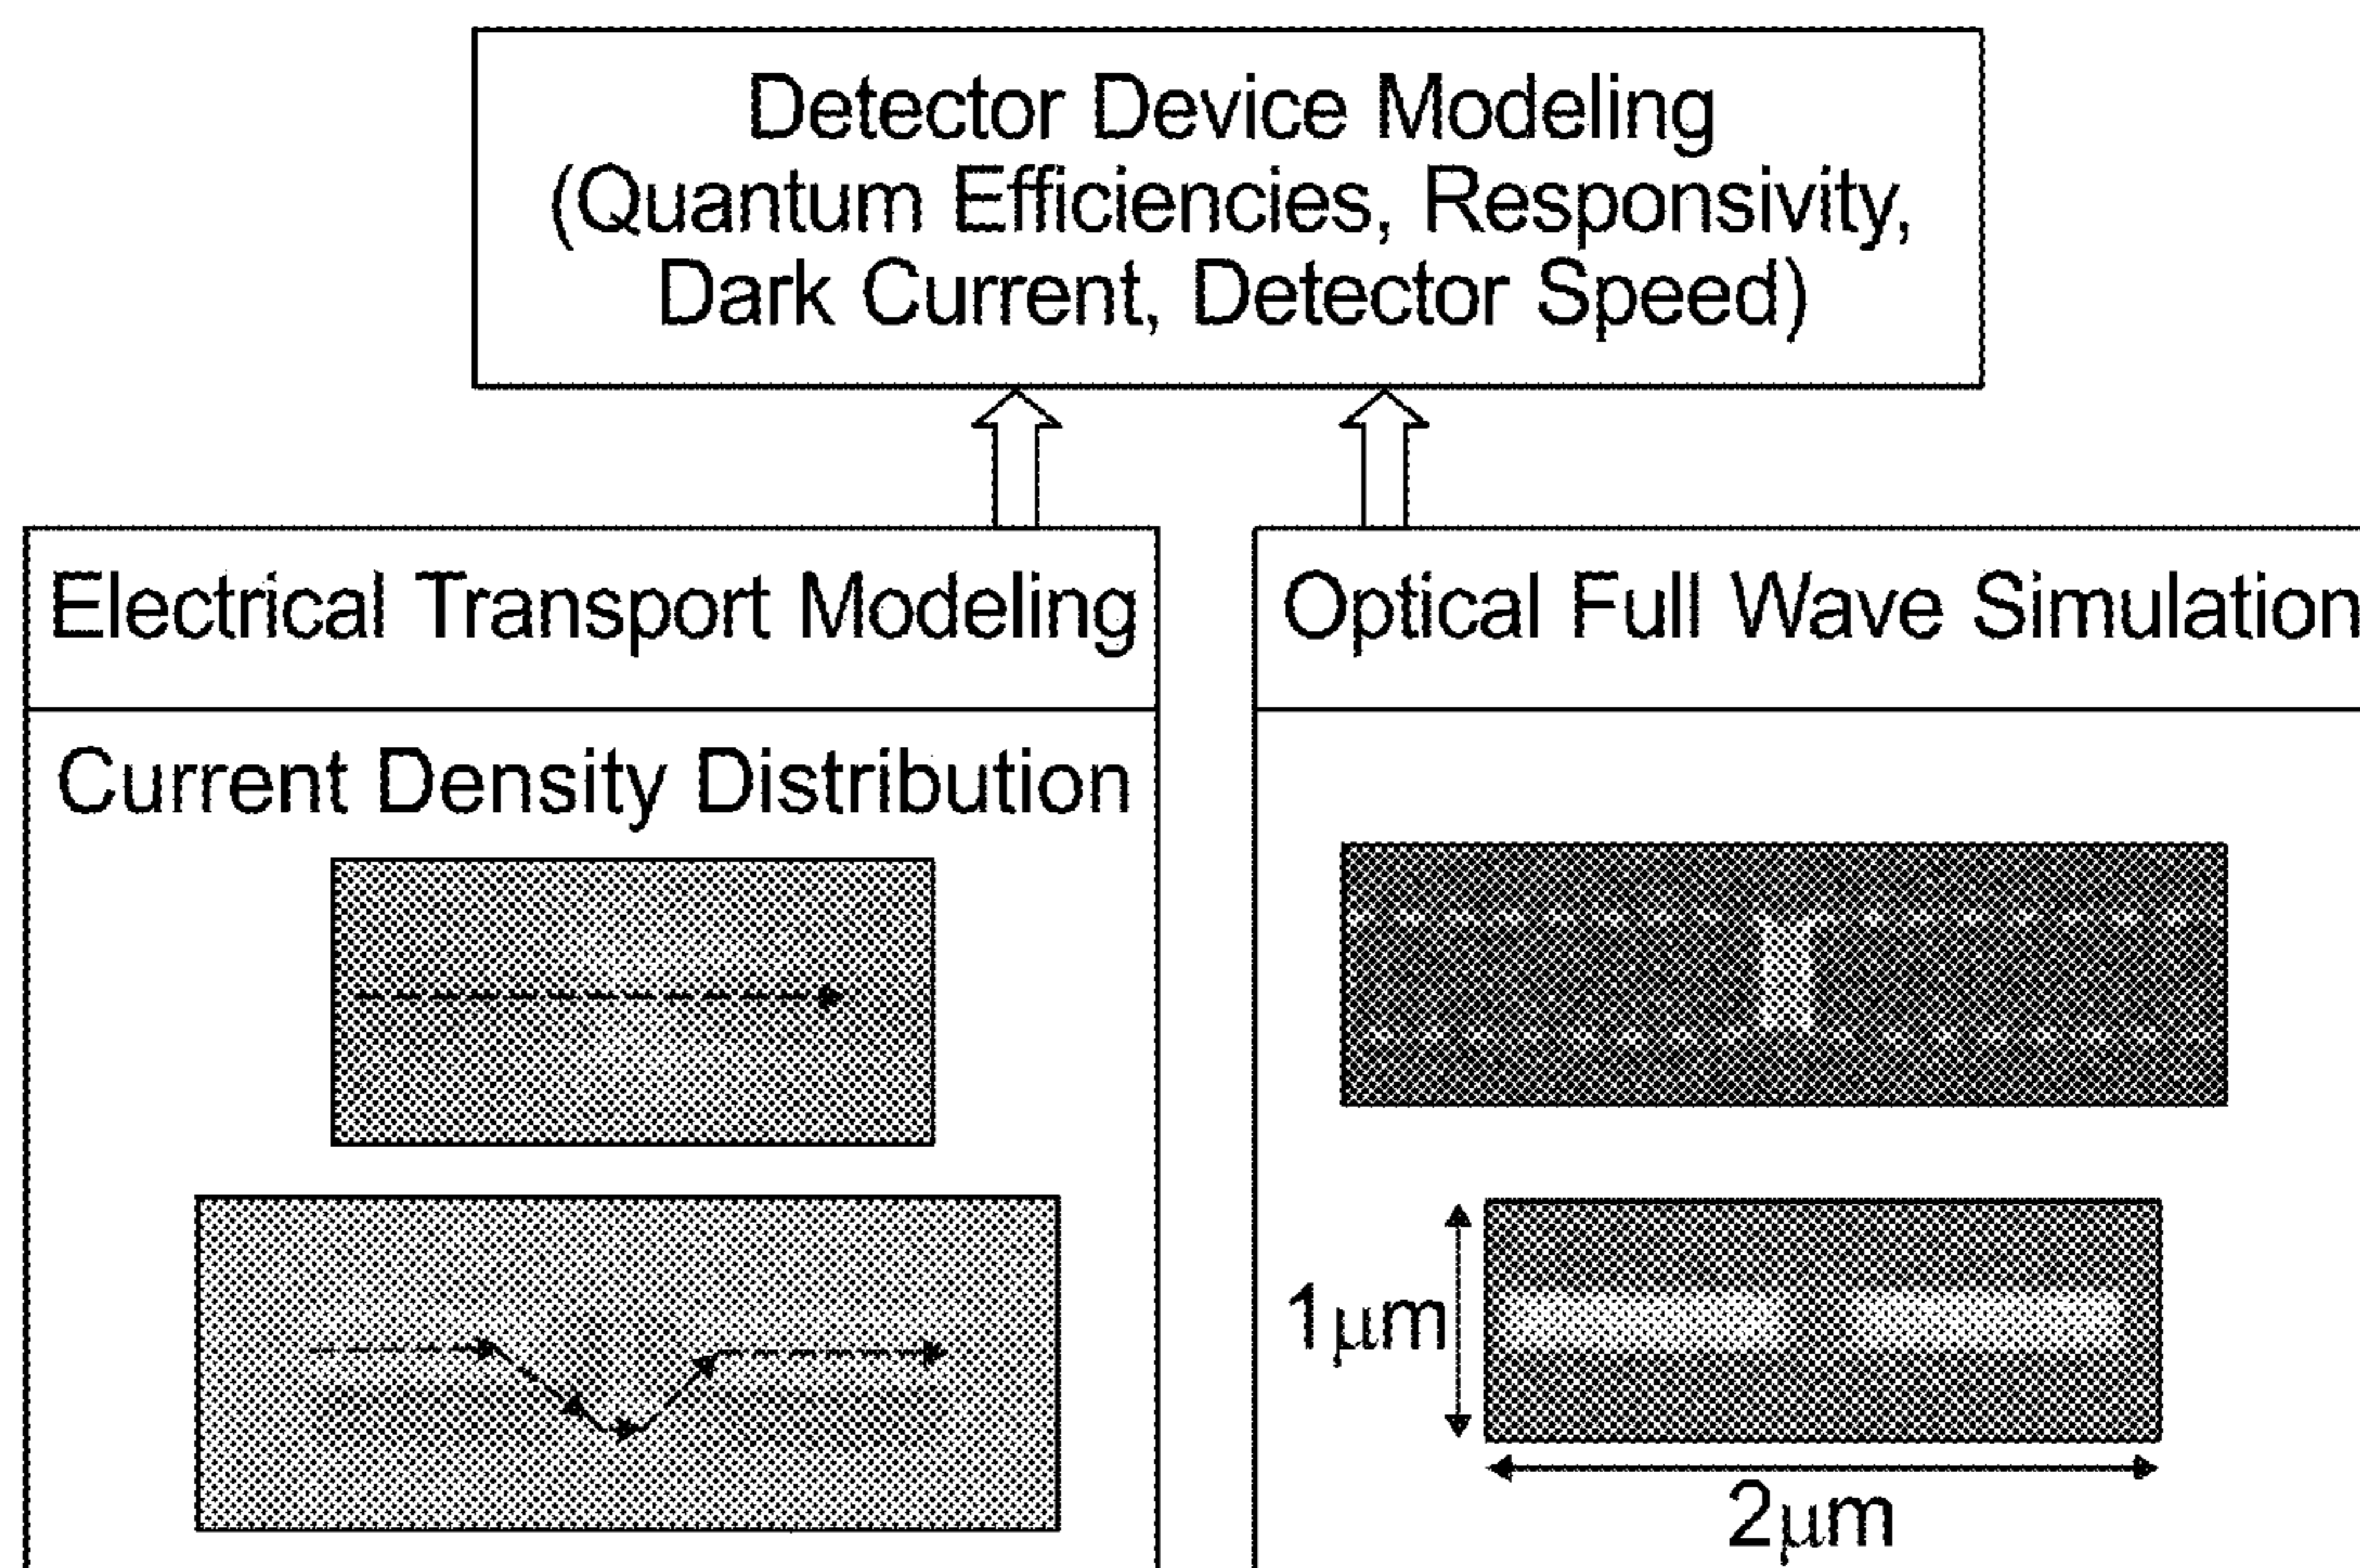 Detector Device Modeling
(Quantum Efficiencies, Responsivity,
Dark Current, Detector Speed)
Electrical Transport Modeling
Current Density Distribution
Optical Full Wave Simulation
1μm
2μm